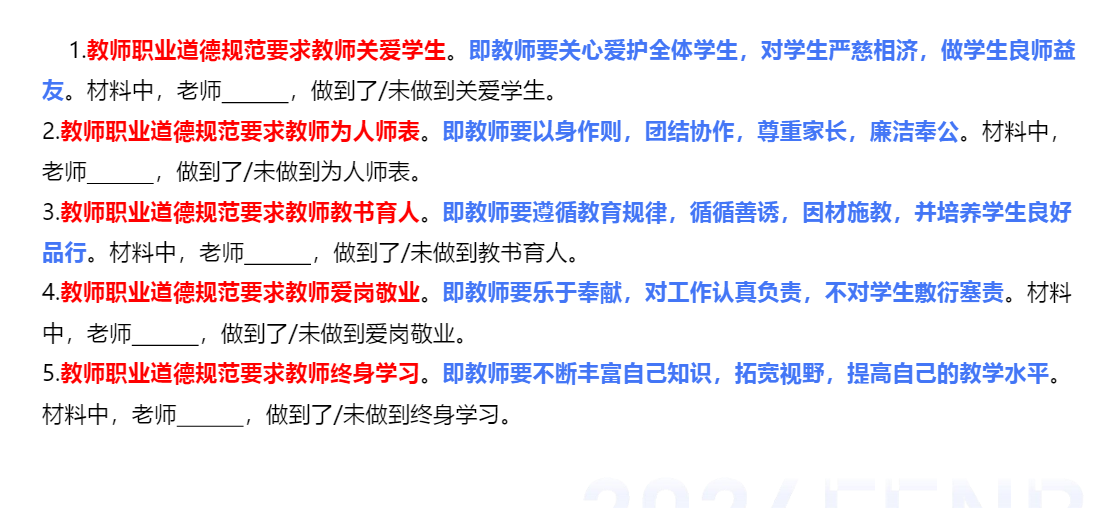 1.教师职业道德规范要求教师关爱学生。即教师要关心爱护全体学生，对学生严慈相济，做学生良师益
友。材料中，老师______，做到了/未做到关爱学生。
2.教师职业道德规范要求教师为人师表。即教师要以身作则，团结协作，尊重家长，廉洁奉公。材料中，
老师______，做到了/未做到为人师表。
3.教师职业道德规范要求教师教书育人。即教师要遵循教育规律，循循善诱，因材施教，并培养学生良好
品行。材料中，老师______，做到了/未做到教书育人。
4.教师职业道德规范要求教师爱岗敬业。即教师要乐于奉献，对工作认真负责，不对学生敷衍塞责。材料
中，老师______，做到了/未做到爱岗敬业。
5.教师职业道德规范要求教师终身学习。即教师要不断丰富自己知识，拓宽视野，提高自己的教学水平。
材料中，老师______，做到了/未做到终身学习。